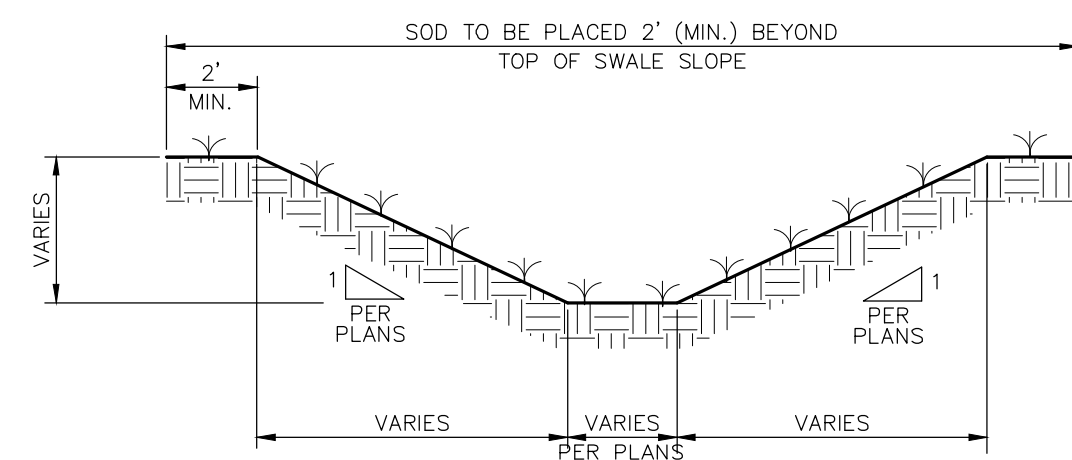 SOD TO BE PLACED 2' (MIN.) BEYOND
TOP OF SWALE SLOPE
2'
MIN.
VARIES
1
PER
PLANS
1
PER
PLANS
VARIES
VARIES
PER PLANS
VARIES